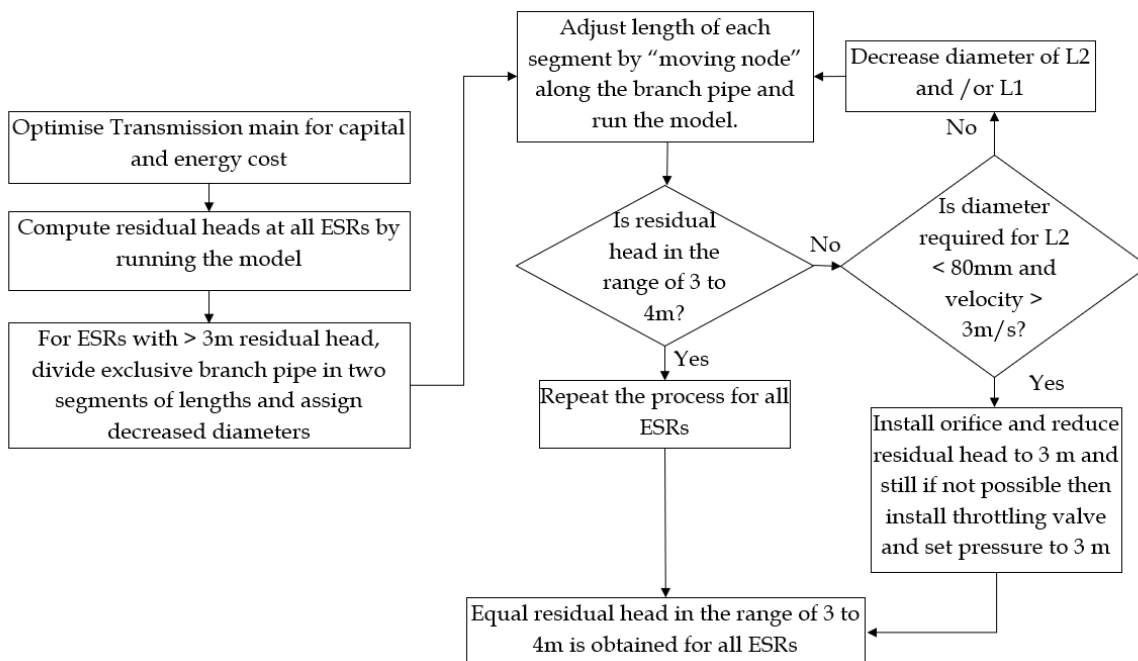 Optimise Transmission main for capital
and energy cost
Compute residual heads at all ESRs by
running the model
For ESRs with > 3m residual head,
divide exclusive branch pipe in two
segments of lengths and assign
decreased diameters
Adjust length of each
segment by “moving node”
along the branch pipe and
run the model.
Is residual
head in the
range of 3 to
4m?
No
Yes
Repeat the process for all
ESRs
Decrease diameter of L2
and /or L1
No
Is diameter
required for L2
< 80mm and
velocity >
3m/s?
Yes
Install orifice and reduce
residual head to 3 m and
still if not possible then
install throttling valve
and set pressure to 3 m
Equal residual head in the range of 3 to
4m is obtained for all ESRs